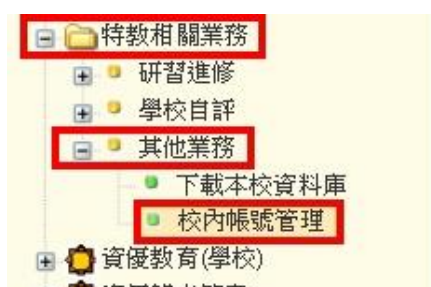 特教相關業務
研習進修
學校自評
其他業務
下載本校資料庫
校內帳號管理
資優教育(學校)